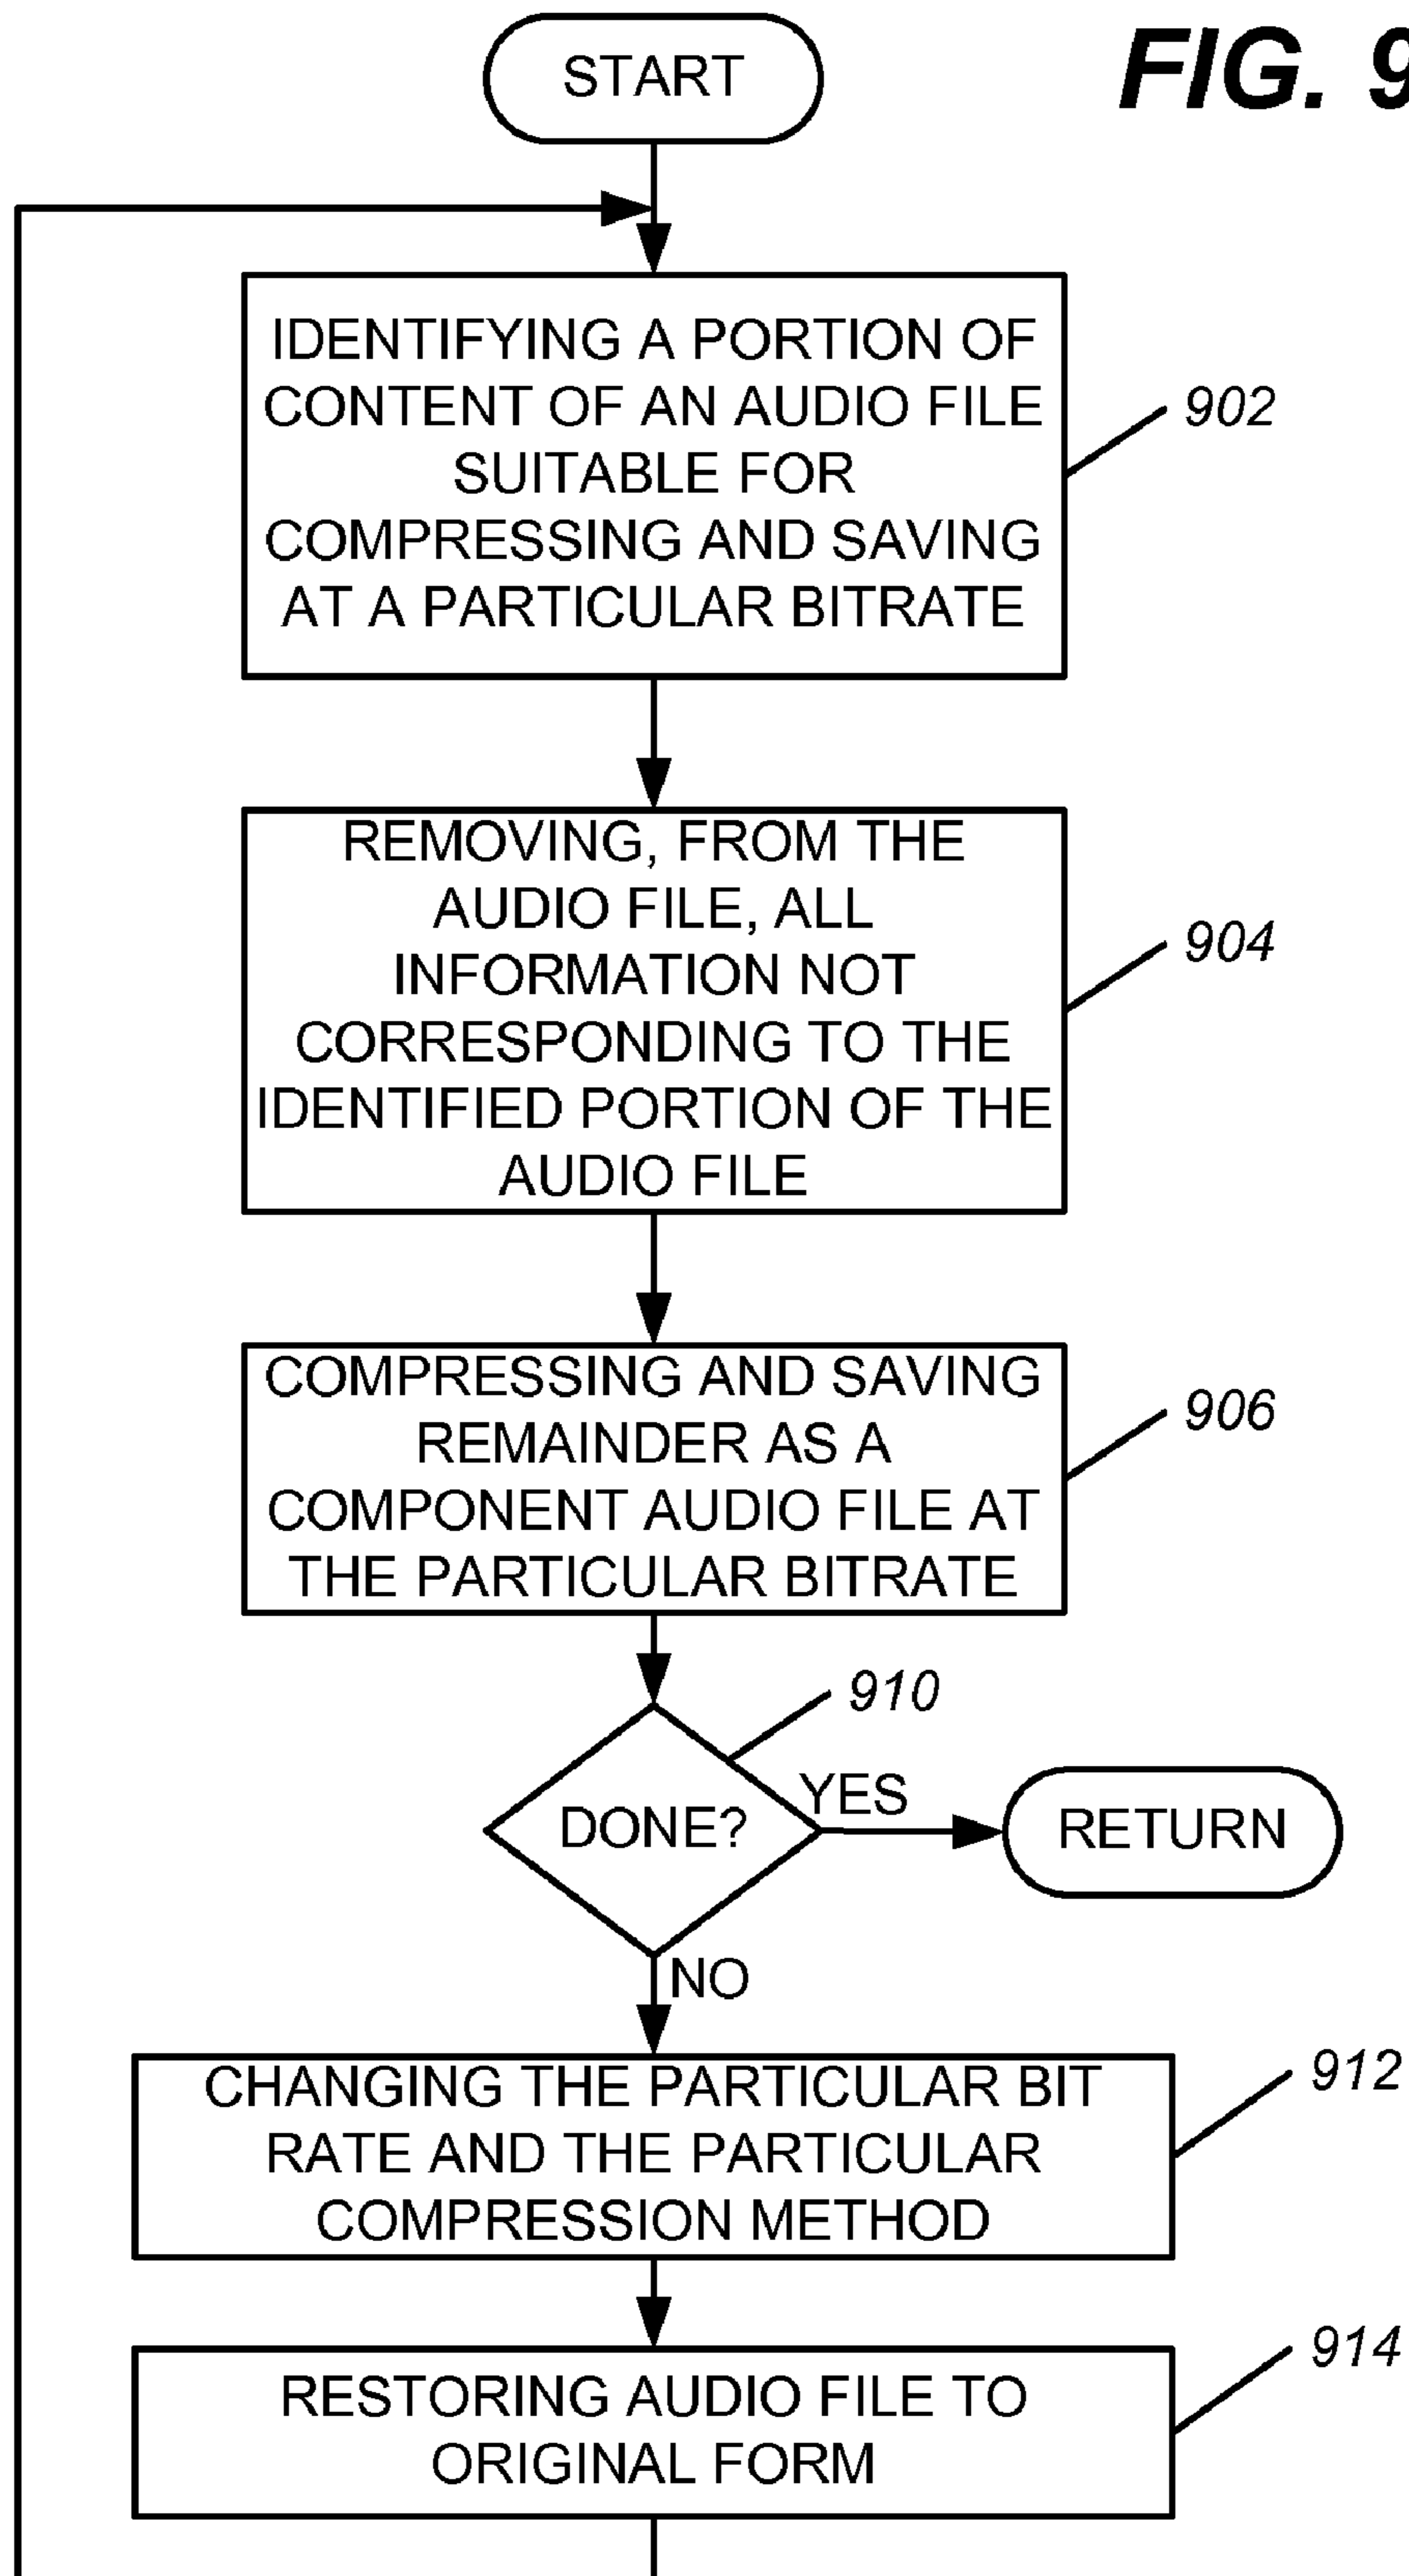 START
FIG. 9
IDENTIFYING A PORTION OF
CONTENT OF AN AUDIO FILE
SUITABLE FOR
COMPRESSING AND SAVING
AT A PARTICULAR BITRATE
902
REMOVING, FROM THE
AUDIO FILE, ALL
INFORMATION NOT
CORRESPONDING TO THE
IDENTIFIED PORTION OF THE
AUDIO FILE
904
COMPRESSING AND SAVING
REMAINDER AS A
COMPONENT AUDIO FILE AT
THE PARTICULAR BITRATE
906
910
DONE?
YES
RETURN
NO
CHANGING THE PARTICULAR BIT
RATE AND THE PARTICULAR
COMPRESSION METHOD
912
RESTORING AUDIO FILE TO
ORIGINAL FORM
914